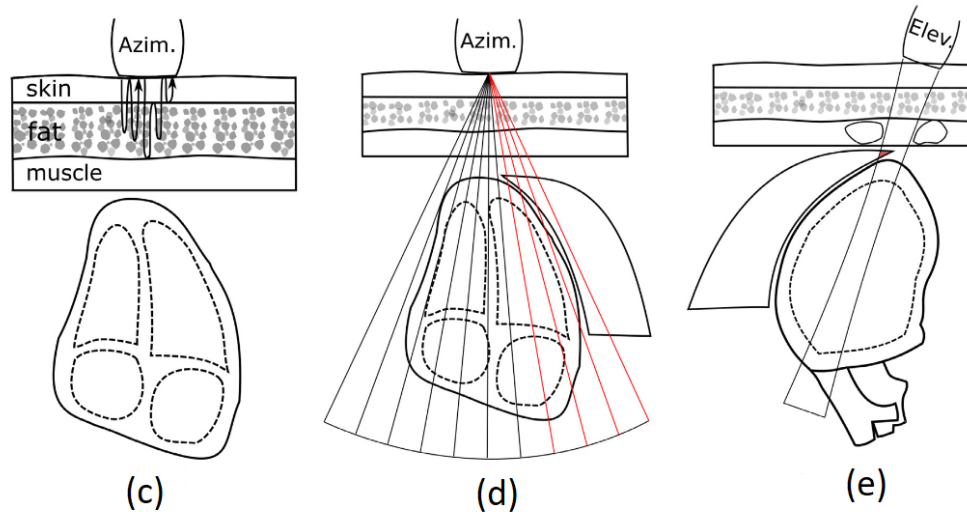 Azim.
skin
fat
muscle
(c)
Azim.
(d)
Elev.
(e)